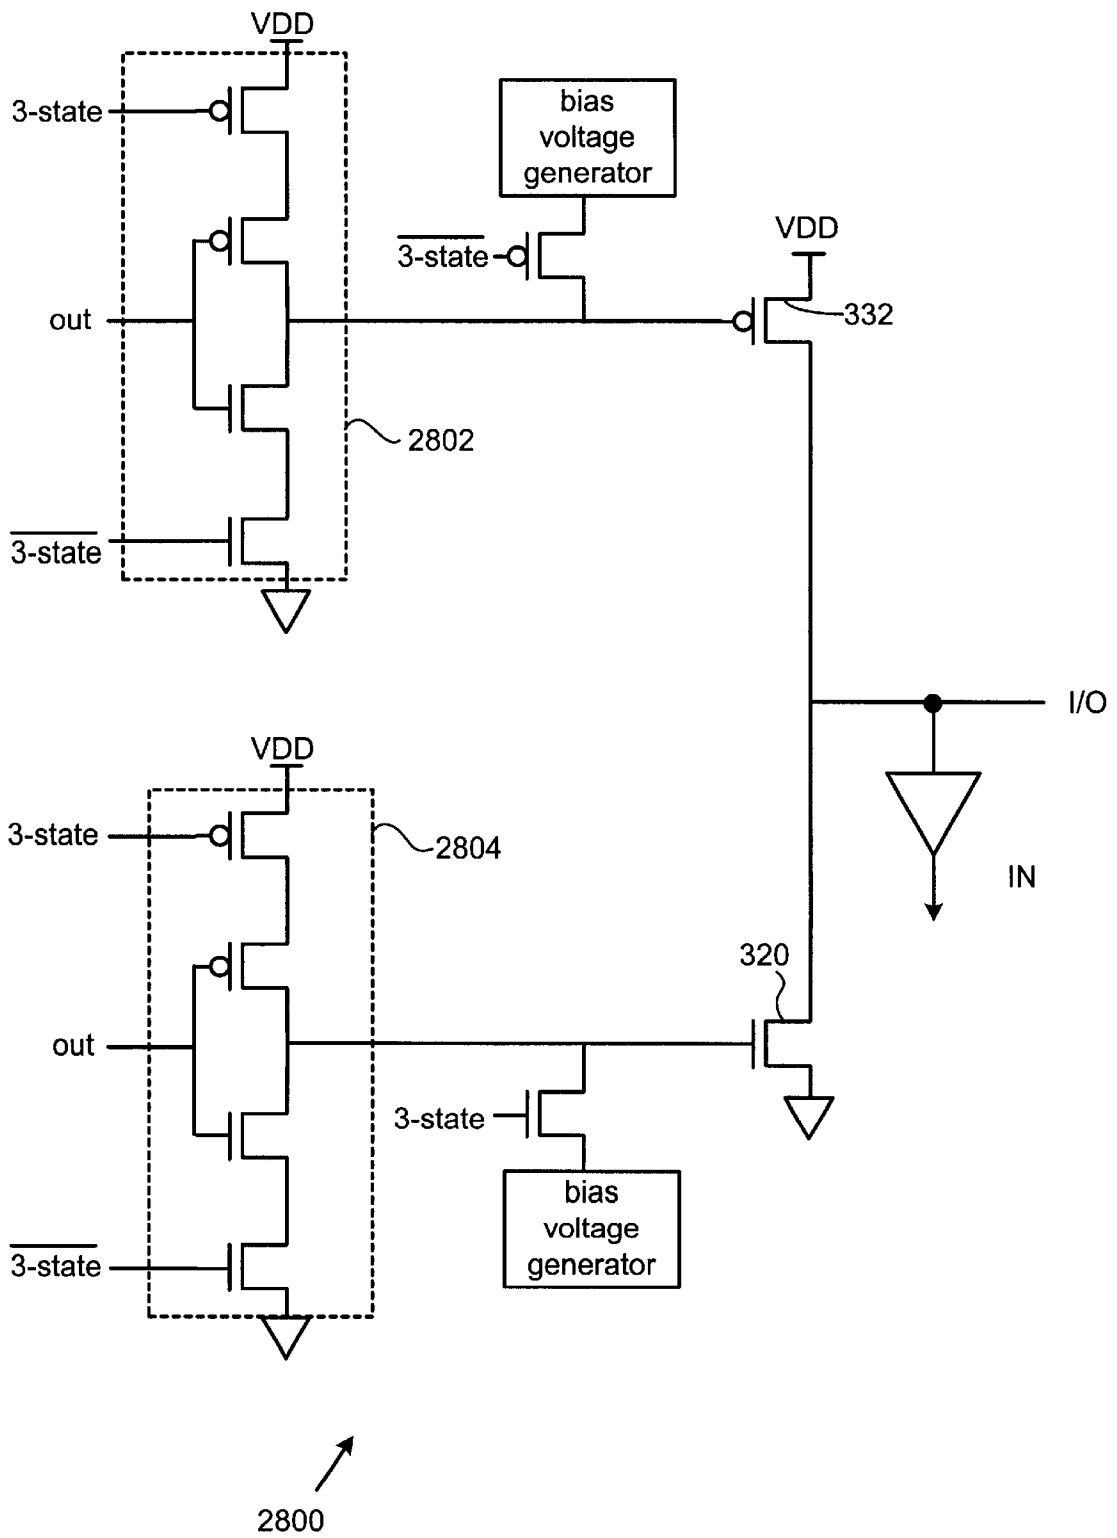 VDD
3-state
bias
voltage
generator
3-state
VDD
out
332
2802
3-state
I/O
VDD
3-state
2804
IN
320
out
3-state
bias
voltage
generator
3-state
2800